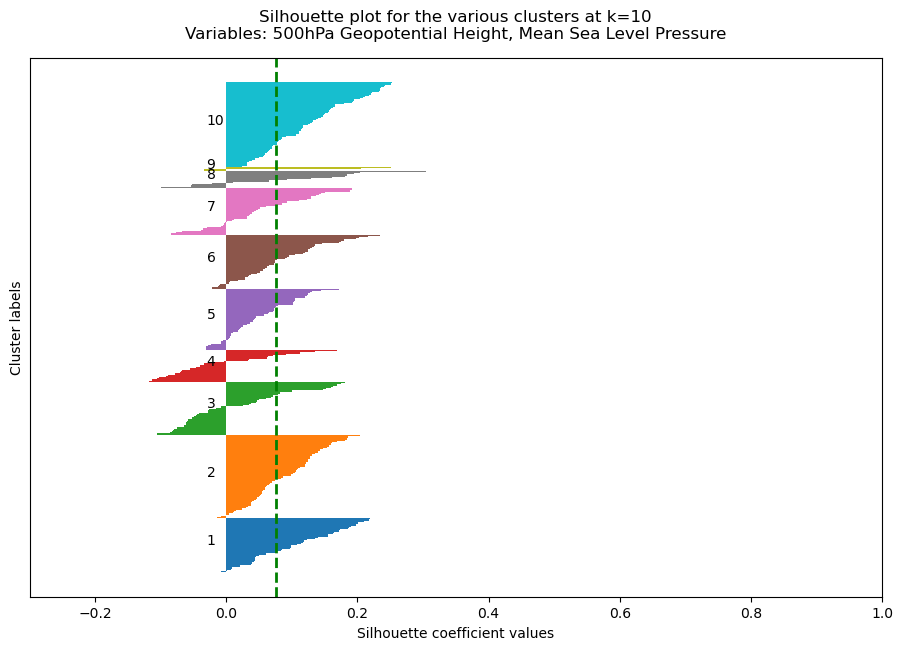 Silhouette plot for the various clusters at k=10
Variables: 500hPa Geopotential Height, Mean Sea Level Pressure
Cluster labels
10
9
8
7
6
5
4
3
2
1
−0.2 0.0 0.2 0.4 0.6 0.8 1.0
Silhouette coefficient values